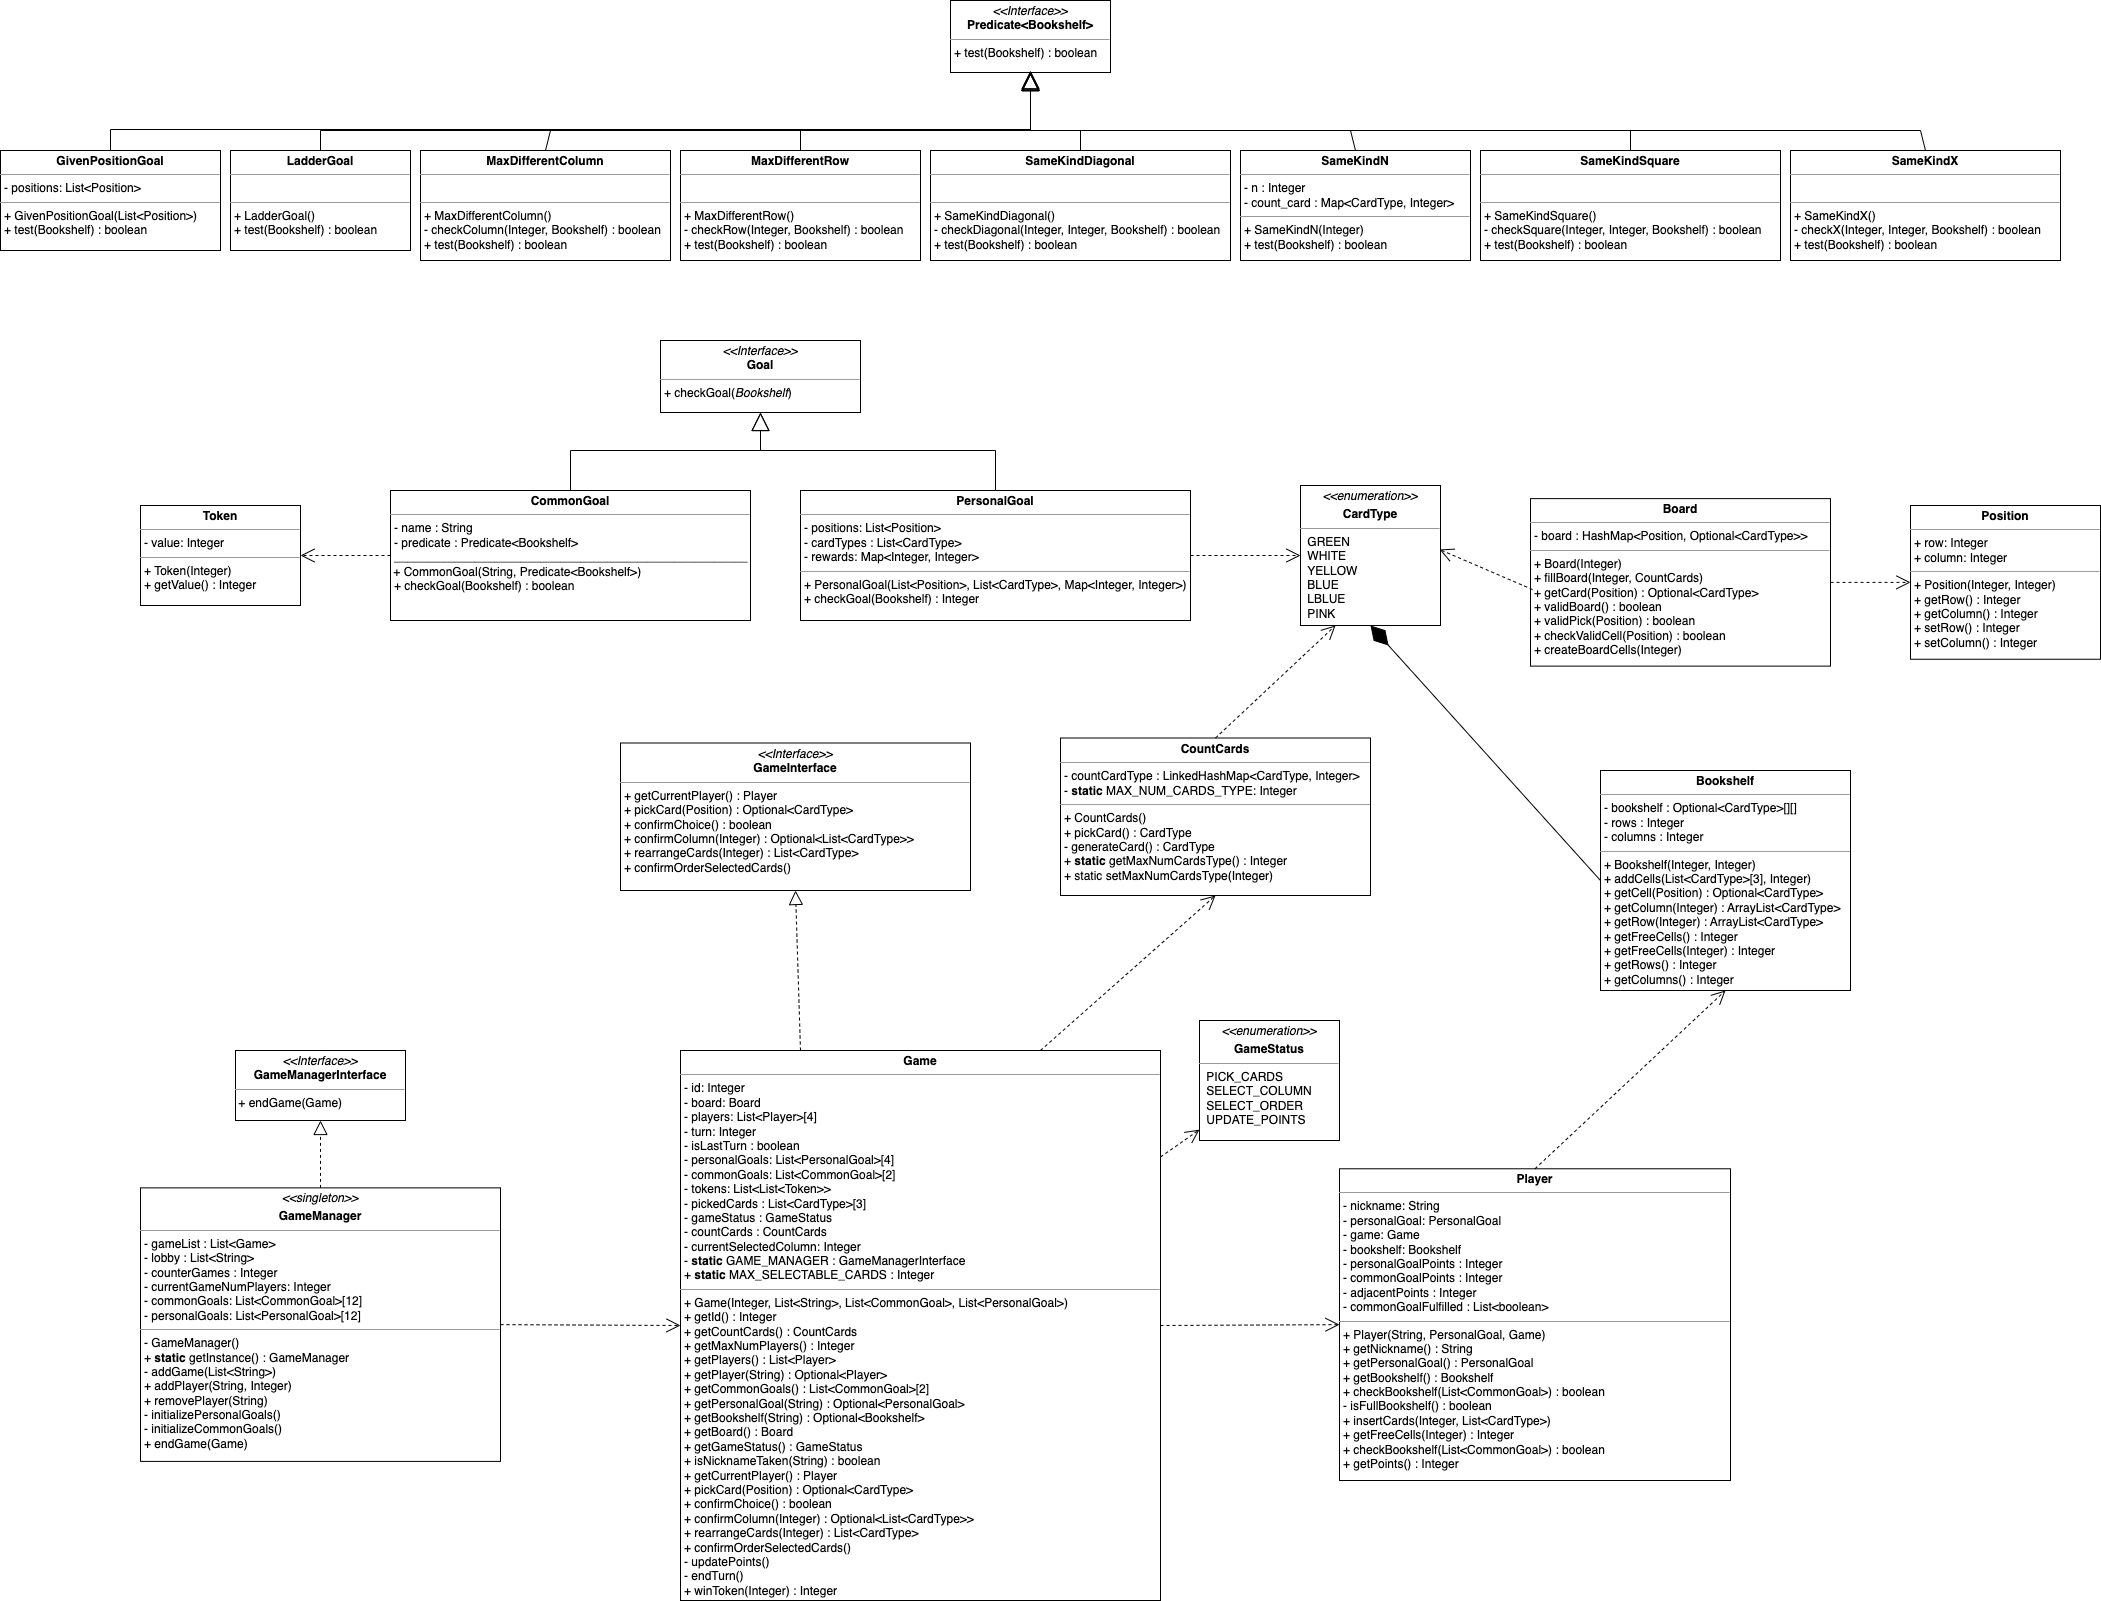 <<Interface>>
Predicate<Bookshelf>
+ test(Bookshelf) : boolean
GivenPositionGoal
- positions: List<Position>
+ GivenPositionGoal(List<Position>)
+ test(Bookshelf) : boolean
LadderGoal
+ LadderGoal()
+ test(Bookshelf) : boolean
MaxDifferentColumn
+ MaxDifferentColumn()
- checkColumn(Integer, Bookshelf) : boolean
+ test(Bookshelf) : boolean
MaxDifferentRow
+ MaxDifferentRow()
- checkRow(Integer, Bookshelf) : boolean
+ test(Bookshelf) : boolean
SameKindDiagonal
+ SameKindDiagonal()
- checkDiagonal(Integer, Integer, Bookshelf) : boolean
+ test(Bookshelf) : boolean
SameKindN
- n : Integer
- count_card : Map<CardType, Integer>
+ SameKindN(Integer)
+ test(Bookshelf) : boolean
SameKindSquare
+ SameKindSquare()
- checkSquare(Integer, Integer, Bookshelf) : boolean
+ test(Bookshelf) : boolean
SameKindX
+ SameKindX()
- checkX(Integer, Integer, Bookshelf) : boolean
+ test(Bookshelf) : boolean
<<Interface>>
Goal
+ checkGoal(Bookshelf)
Token
- value: Integer
+ Token(Integer)
+ getValue() : Integer
CommonGoal
- name : String
- predicate : Predicate<Bookshelf>
+ CommonGoal(String, Predicate<Bookshelf>)
+ checkGoal(Bookshelf) : boolean
PersonalGoal
- positions: List<Position>
- cardTypes : List<CardType>
- rewards: Map<Integer, Integer>
+ PersonalGoal(List<Position>, List<CardType>, Map<Integer, Integer>)
+ checkGoal(Bookshelf) : Integer
<<enumeration>>
CardType
GREEN
WHITE
YELLOW
BLUE
LBLUE
PINK
Board
- board : HashMap<Position, Optional<CardType>>
+ Board(Integer)
+ fillBoard(Integer, CountCards)
+ getCard(Position) : Optional<CardType>
+ validBoard() : boolean
+ validPick(Position) : boolean
+ checkValidCell(Position) : boolean
+ createBoardCells(Integer)
Position
+ row: Integer
+ column: Integer
+ Position(Integer, Integer)
+ getRow() : Integer
+ getColumn() : Integer
+ setRow() : Integer
+ setColumn() : Integer
<<Interface>>
GameInterface
+ getCurrentPlayer() : Player
+ pickCard(Position) : Optional<CardType>
+ confirmChoice() : boolean
+ confirmColumn(Integer) : Optional<List<CardType>>
+ rearrangeCards(Integer) : List<CardType>
+ confirmOrderSelectedCards()
CountCards
- countCardType : LinkedHashMap<CardType, Integer>
- static MAX_NUM_CARDS_TYPE: Integer
+ CountCards()
+ pickCard() : CardType
- generateCard() : CardType
+ static getMaxNumCardsType() : Integer
+ static setMaxNumCardsType(Integer)
Bookshelf
- bookshelf : Optional<CardType>[][]
- rows : Integer
- columns : Integer
+ Bookshelf(Integer, Integer)
+ addCells(List<CardType>[3], Integer)
+ getCell(Position) : Optional<CardType>
+ getColumn(Integer) : ArrayList<CardType>
+ getRow(Integer) : ArrayList<CardType>
+ getFreeCells() : Integer
+ getFreeCells(Integer) : Integer
+ getRows() : Integer
+ getColumns() : Integer
<<Interface>>
GameManagerInterface
+ endGame(Game)
<<singleton>>
GameManager
- gameList : List<Game>
- lobby : List<String>
- counterGames : Integer
- currentGameNumPlayers: Integer
- commonGoals: List<CommonGoal>[12]
- personalGoals: List<PersonalGoal>[12]
- GameManager()
+ static getInstance() : GameManager
- addGame(List<String>)
+ addPlayer(String, Integer)
+ removePlayer(String)
- initializePersonalGoals()
- initializeCommonGoals()
+ endGame(Game)
Game
- id: Integer
- board: Board
- players: List<Player>[4]
- turn: Integer
- isLastTurn : boolean
- personalGoals: List<PersonalGoal>[4]
- commonGoals: List<CommonGoal>[2]
- tokens: List<List<Token>>
- pickedCards : List<CardType>[3]
- gameStatus : GameStatus
- countCards : CountCards
- currentSelectedColumn: Integer
- static GAME_MANAGER : GameManagerInterface
+ static MAX_SELECTABLE_CARDS : Integer
+ Game(Integer, List<String>, List<CommonGoal>, List<PersonalGoal>)
+ getId() : Integer
+ getCountCards() : CountCards
+ getMaxNumPlayers() : Integer
+ getPlayers() : List<Player>
+ getPlayer(String) : Optional<Player>
+ getCommonGoals() : List<CommonGoal>[2]
+ getPersonalGoal(String) : Optional<PersonalGoal>
+ getBookshelf(String) : Optional<Bookshelf>
+ getBoard() : Board
+ getGameStatus() : GameStatus
+ isNicknameTaken(String) : boolean
+ getCurrentPlayer() : Player
+ pickCard(Position) : Optional<CardType>
+ confirmChoice() : boolean
+ confirmColumn(Integer) : Optional<List<CardType>>
+ rearrangeCards(Integer) : List<CardType>
+ confirmOrderSelectedCards()
- updatePoints()
- endTurn()
+ winToken(Integer) : Integer
<<enumeration>>
GameStatus
PICK_CARDS
SELECT_COLUMN
SELECT_ORDER
UPDATE_POINTS
Player
- nickname: String
- personalGoal: PersonalGoal
- game: Game
- bookshelf: Bookshelf
- personalGoalPoints : Integer
- commonGoalPoints : Integer
- adjacentPoints : Integer
- commonGoalFulfilled : List<boolean>
+ Player(String, PersonalGoal, Game)
+ getNickname() : String
+ getPersonalGoal() : PersonalGoal
+ getBookshelf() : Bookshelf
+ checkBookshelf(List<CommonGoal>) : boolean
- isFullBookshelf() : boolean
+ insertCards(Integer, List<CardType>)
+ getFreeCells(Integer) : Integer
+ checkBookshelf(List<CommonGoal>) : boolean
+ getPoints() : Integer